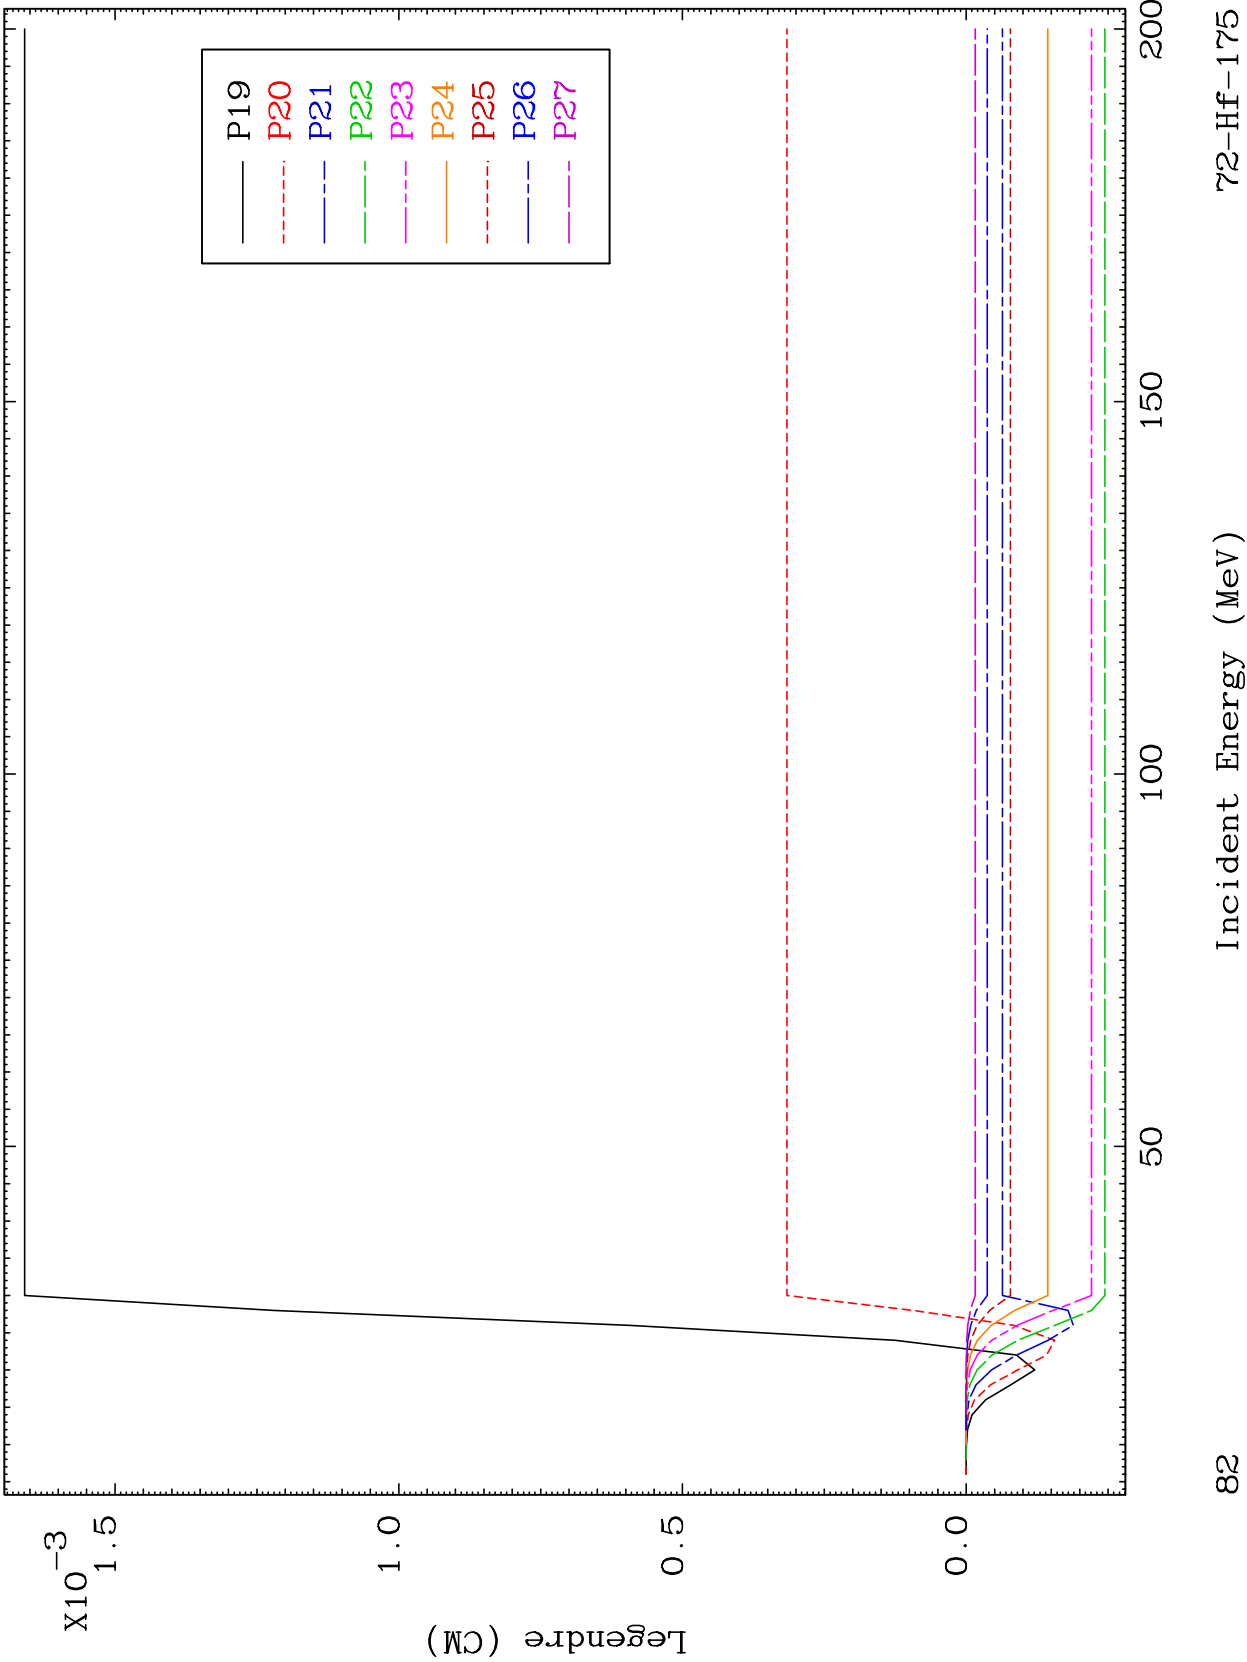 X10⁻³
1.5
1.0
0.5
0.0
Legendre (CM)
P19
P20
P21
P22
P23
P24
P25
P26
P27
50
100
150
200
82
Incident Energy (MeV)
72-Hf-175